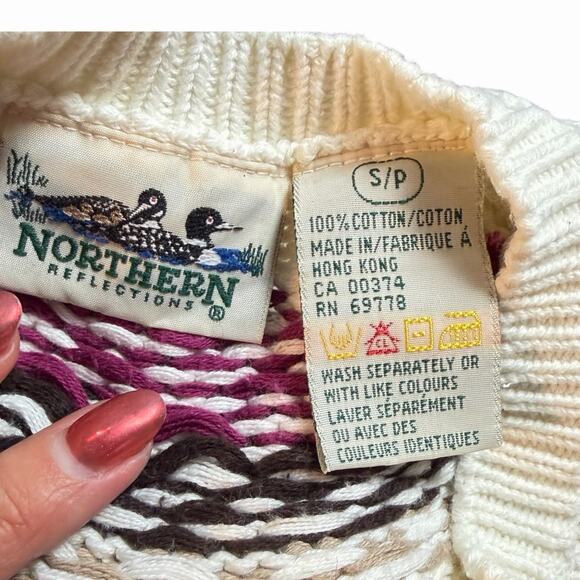 NORTHERN
REFLECTIONS ®
S/P
100% COTTON/COTON
MADE IN/FABRIQUE Á
HONG KONG
CA 00374
RN 69778
CL
WASH SEPARATELY OR
WITH LIKE COLOURS
LAVER SÉPARÉMENT
OU AVEC DES
COULEURS IDENTIQUES